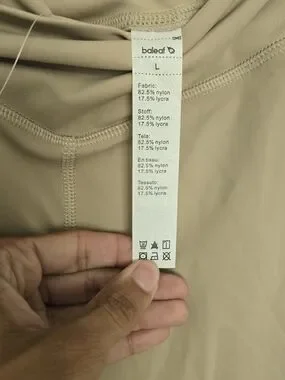 baleaf
L
Fabric:
82.5% nylon
17.5% lycra
Stoff:
82.5% nylon
17.5% lycra
Tela:
82.5% nylon
17.5% lycra
En basu:
82.5% nylon
17.5% lycra
Tessuto:
82.5% nylon
17.5% lycra